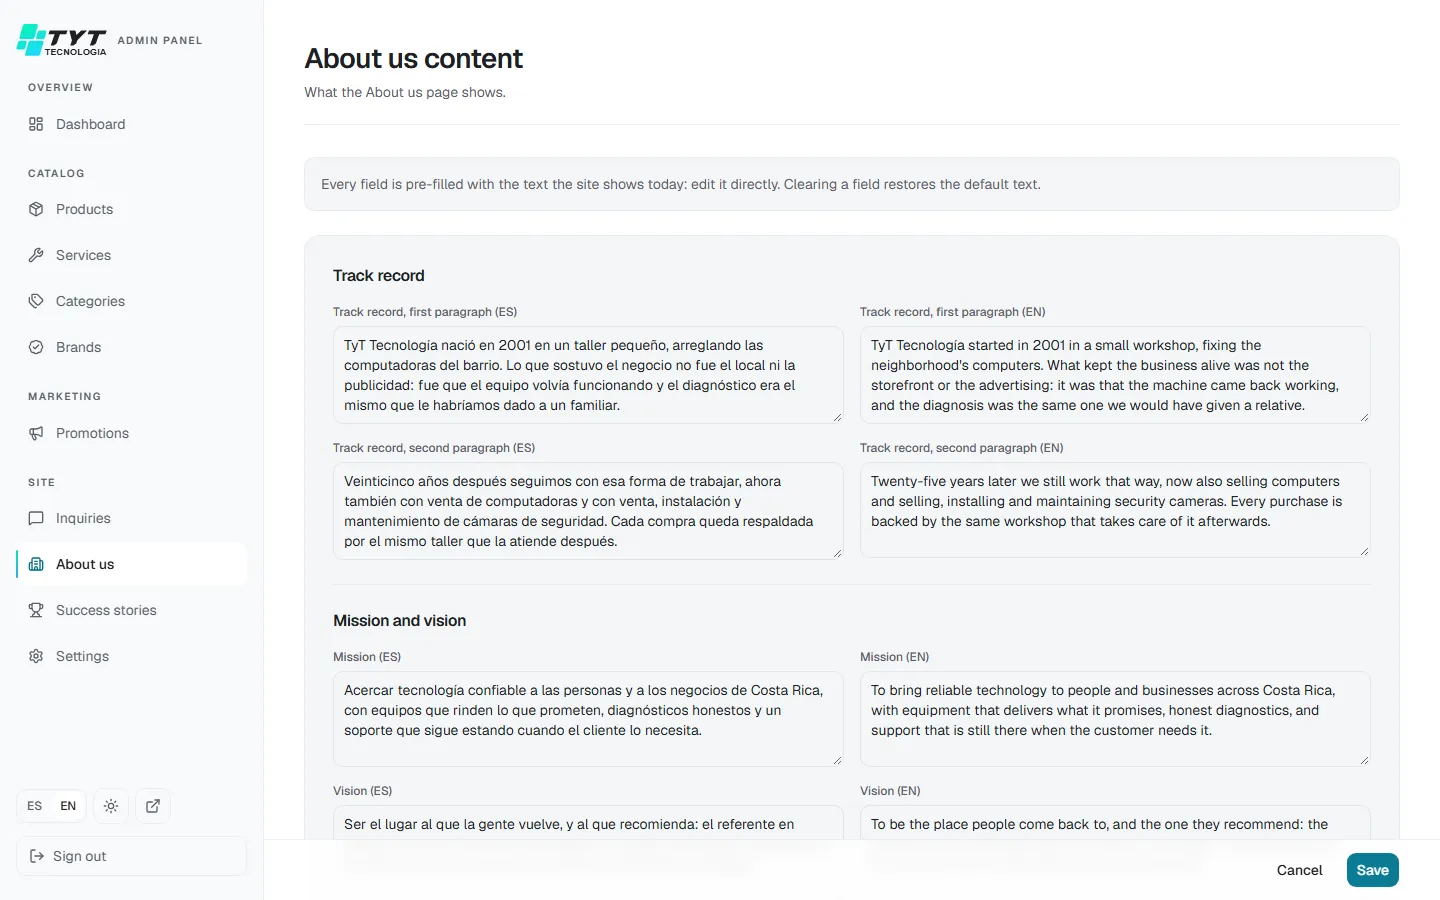 TYT
TECNOLOGIA
ADMIN PANEL
OVERVIEW
Dashboard
CATALOG
Products
Services
Categories
Brands
MARKETING
Promotions
SITE
Inquiries
About us
Success stories
Settings
ES EN
Sign out
About us content
What the About us page shows.
Every field is pre-filled with the text the site shows today: edit it directly. Clearing a field restores the default text.
Track record
Track record, first paragraph (ES)
TyT Tecnología nació en 2001 en un taller pequeño, arreglando las
computadoras del barrio. Lo que sostuvo el negocio no fue el local ni la
publicidad: fue que el equipo volvía funcionando y el diagnóstico era el
mismo que le habríamos dado a un familiar.
Track record, first paragraph (EN)
TyT Tecnología started in 2001 in a small workshop, fixing the
neighborhood's computers. What kept the business alive was not the
storefront or the advertising: it was that the machine came back working,
and the diagnosis was the same one we would have given a relative.
Track record, second paragraph (ES)
Veinticinco años después seguimos con esa forma de trabajar, ahora
también con venta de computadoras y con venta, instalación y
mantenimiento de cámaras de seguridad. Cada compra queda respaldada
por el mismo taller que la atiende después.
Track record, second paragraph (EN)
Twenty-five years later we still work that way, now also selling computers
and selling, installing and maintaining security cameras. Every purchase is
backed by the same workshop that takes care of it afterwards.
Mission and vision
Mission (ES)
Acercar tecnología confiable a las personas y a los negocios de Costa Rica,
con equipos que rinden lo que prometen, diagnósticos honestos y un
soporte que sigue estando cuando el cliente lo necesita.
Mission (EN)
To bring reliable technology to people and businesses across Costa Rica,
with equipment that delivers what it promises, honest diagnostics, and
support that is still there when the customer needs it.
Vision (ES)
Ser el lugar al que la gente vuelve, y al que recomienda: el referente en
Vision (EN)
To be the place people come back to, and the one they recommend: the
Cancel
Save